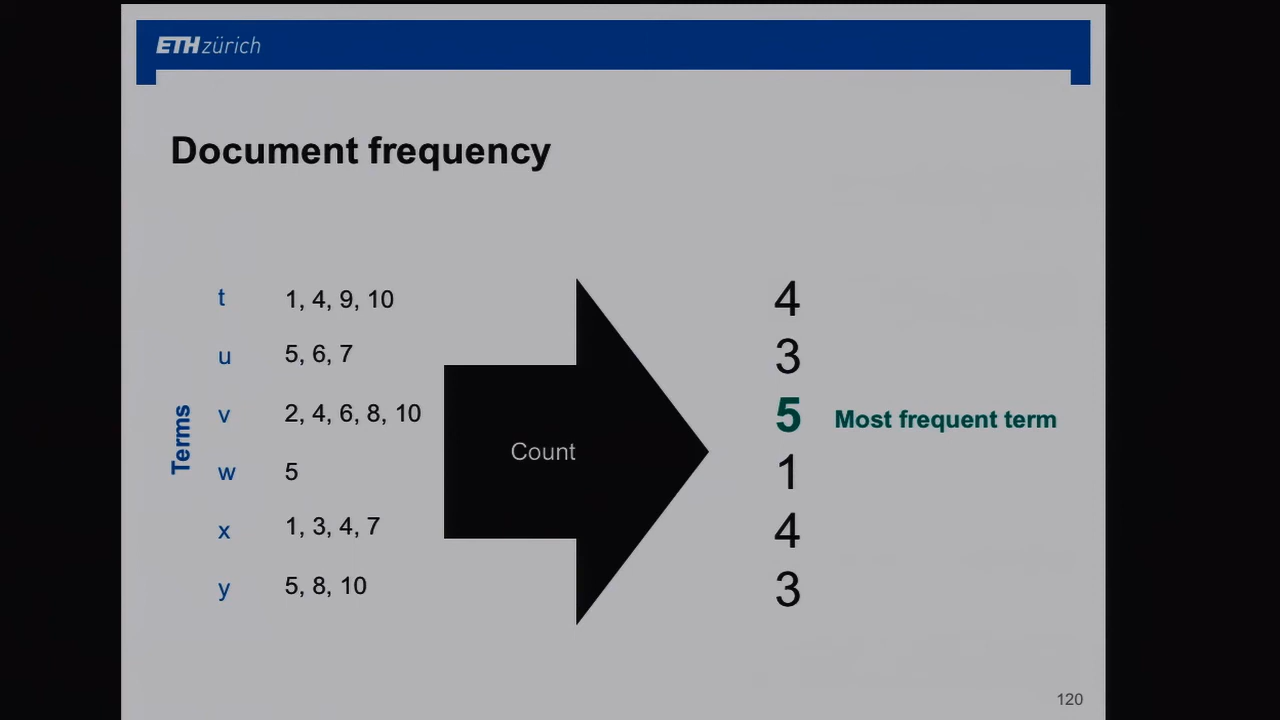 ETH zürich
Document frequency
Terms
t 1, 4, 9, 10 4
u 5, 6, 7 3
v 2, 4, 6, 8, 10 5 Most frequent term
Count
w 5 1
x 1, 3, 4, 7 4
y 5, 8, 10 3
120